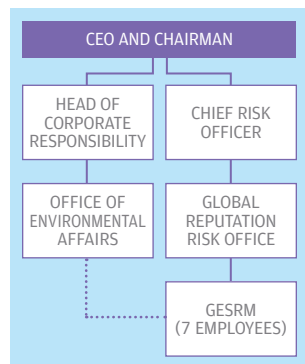 CEO AND CHAIRMAN
HEAD OF
CORPORATE
RESPONSIBILITY
CHIEF RISK
OFFICER
OFFICE OF
ENVIRONMENTAL
AFFAIRS
GLOBAL
REPUTATION
RISK OFFICE
GESRM
(7 EMPLOYEES)